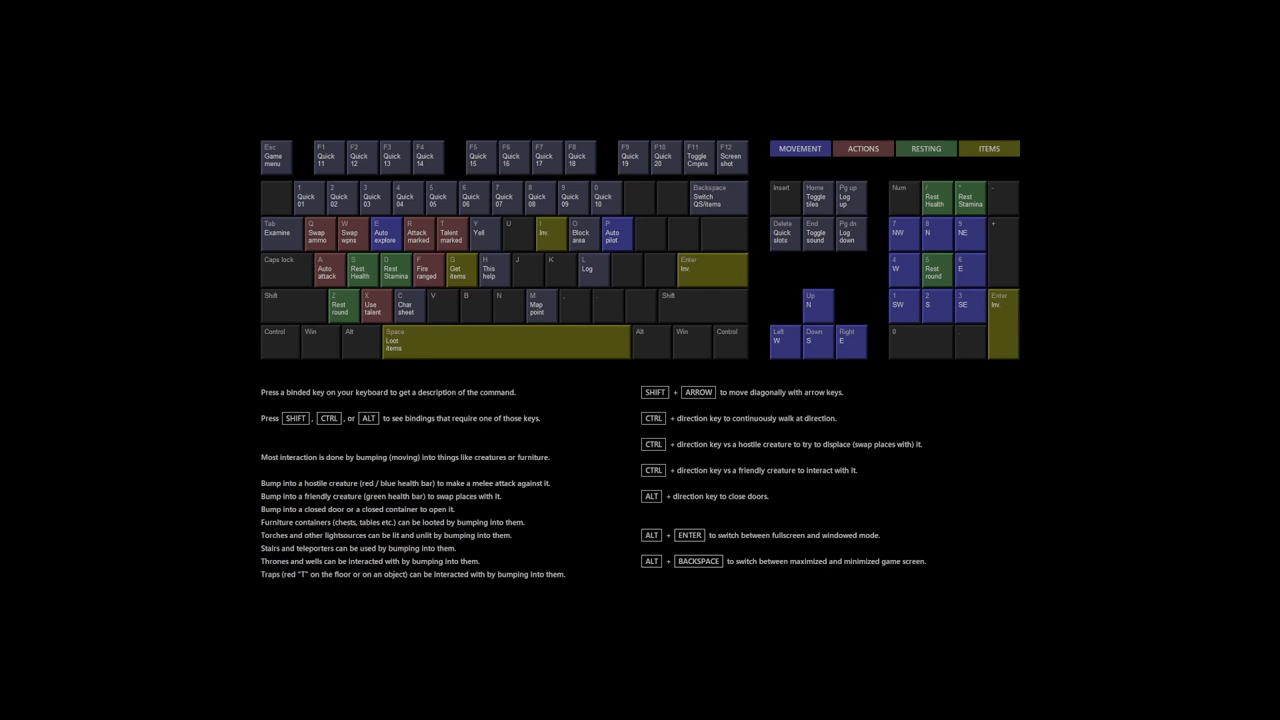 Esc F1 F2 F3 F4 F5 F6 F7 F8 F9 F10 F11 F12
Game menu Quick 11 Quick 12 Quick 13 Quick 14 Quick 15 Quick 16 Quick 17 Quick 18 Quick 19 Quick 20 Toggle Cmpns Screen shot
MOVEMENT ACTIONS RESTING ITEMS
1 2 3 4 5 6 7 8 9 0 Backspace Insert Home Pg up Num / * -
Quick 01 Quick 02 Quick 03 Quick 04 Quick 05 Quick 06 Quick 07 Quick 08 Quick 09 Quick 10 Switch QS/items Toggle tiles Log up Rest Health Rest Stamina
Tab Q W E R T Y U I O P Delete End Pg dn 7 8 9 +
Examine Swap ammo Swap wpns Auto explore Attack marked Talent marked Yell Inv. Block area Auto pilot Quick slots Toggle sound Log down NW N NE
Caps lock A S D F G H J K L Enter 4 5 6
Auto attack Rest Health Rest Stamina Fire ranged Get items This help Log Inv. W Rest round E
Shift Z X C V B N M , . Shift Up 1 2 3 Enter
Rest round Use talent Char sheet Map point N SW S SE Inv.
Control Win Alt Space Alt Win Control Left Down Right 0 .
Loot items W S E
Press a binded key on your keyboard to get a description of the command.
Press SHIFT , CTRL , or ALT to see bindings that require one of those keys.
Most interaction is done by bumping (moving) into things like creatures or furniture.
Bump into a hostile creature (red / blue health bar) to make a melee attack against it.
Bump into a friendly creature (green health bar) to swap places with it.
Bump into a closed door or a closed container to open it.
Furniture containers (chests, tables etc.) can be looted by bumping into them.
Torches and other lightsources can be lit and unlit by bumping into them.
Stairs and teleporters can be used by bumping into them.
Thrones and wells can be interacted with by bumping into them.
Traps (red "T" on the floor or on an object) can be interacted with by bumping into them.
SHIFT + ARROW to move diagonally with arrow keys.
CTRL + direction key to continuously walk at direction.
CTRL + direction key vs a hostile creature to try to displace (swap places with) it.
CTRL + direction key vs a friendly creature to interact with it.
ALT + direction key to close doors.
ALT + ENTER to switch between fullscreen and windowed mode.
ALT + BACKSPACE to switch between maximized and minimized game screen.